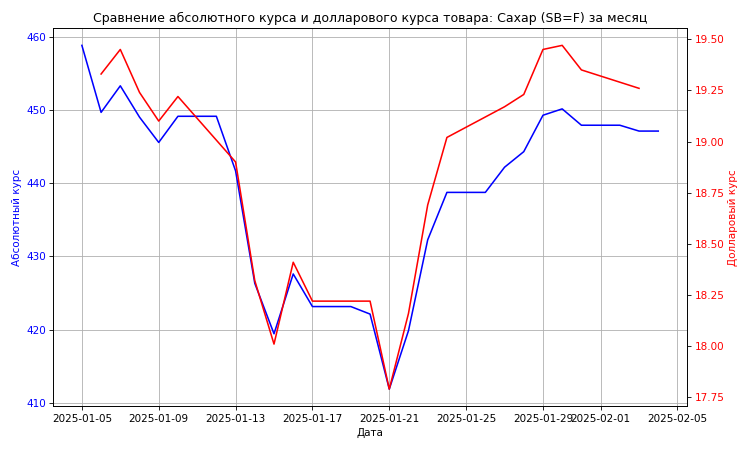 Сравнение абсолютного курса и долларового курса товара: Сахар (SB=F) за месяц
460
450
440
430
420
410
Абсолютный курс
19.50
19.25
19.00
18.75
18.50
18.25
18.00
17.75
Долларовый курс
2025-01-05 2025-01-09 2025-01-13 2025-01-17 2025-01-21 2025-01-25 2025-01-29 2025-02-01 2025-02-05
Дата